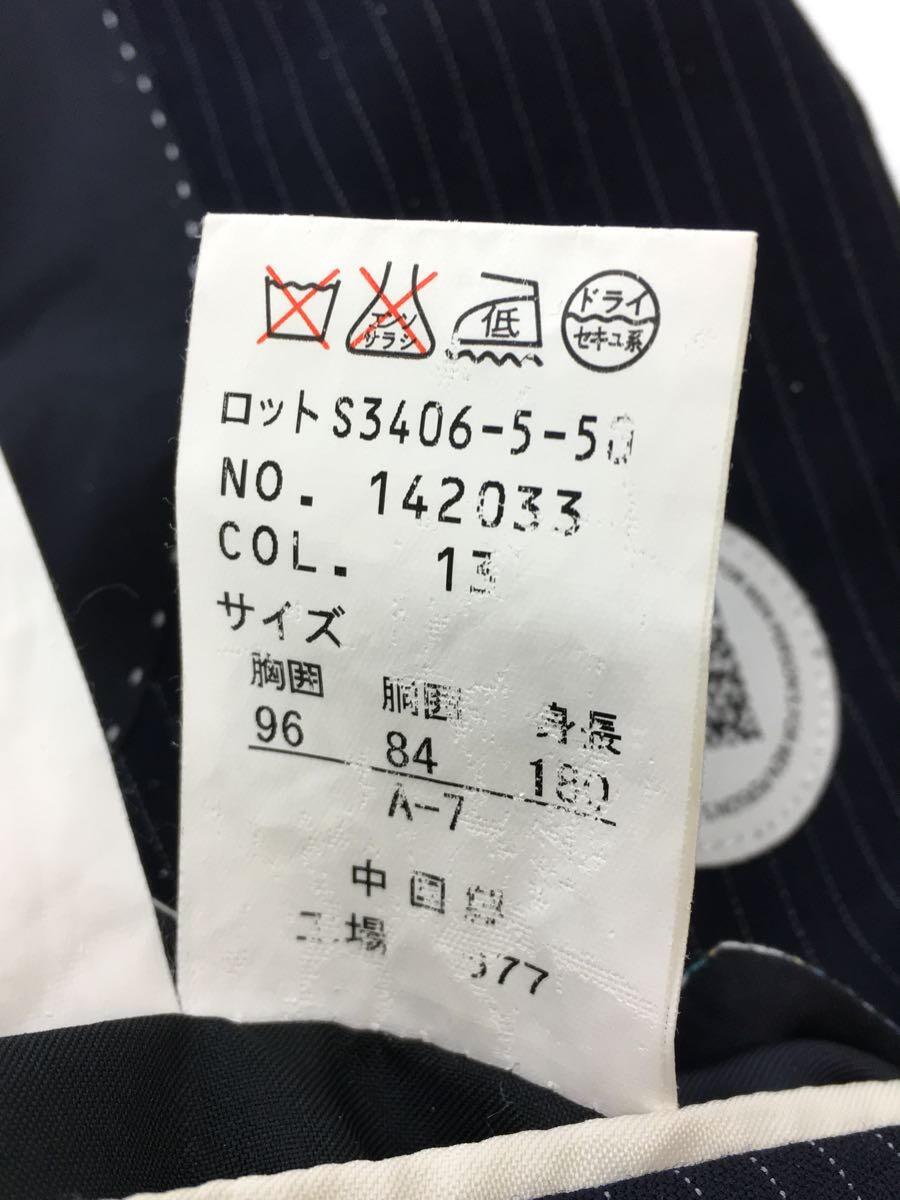 エンソ
サラシ
低
ドライ
セキユ系
ロットS3406-5-50
NO. 142033
COL. 13
サイズ
胸囲 胴囲 身長
96 84 180
A-7
中国製
工場 377